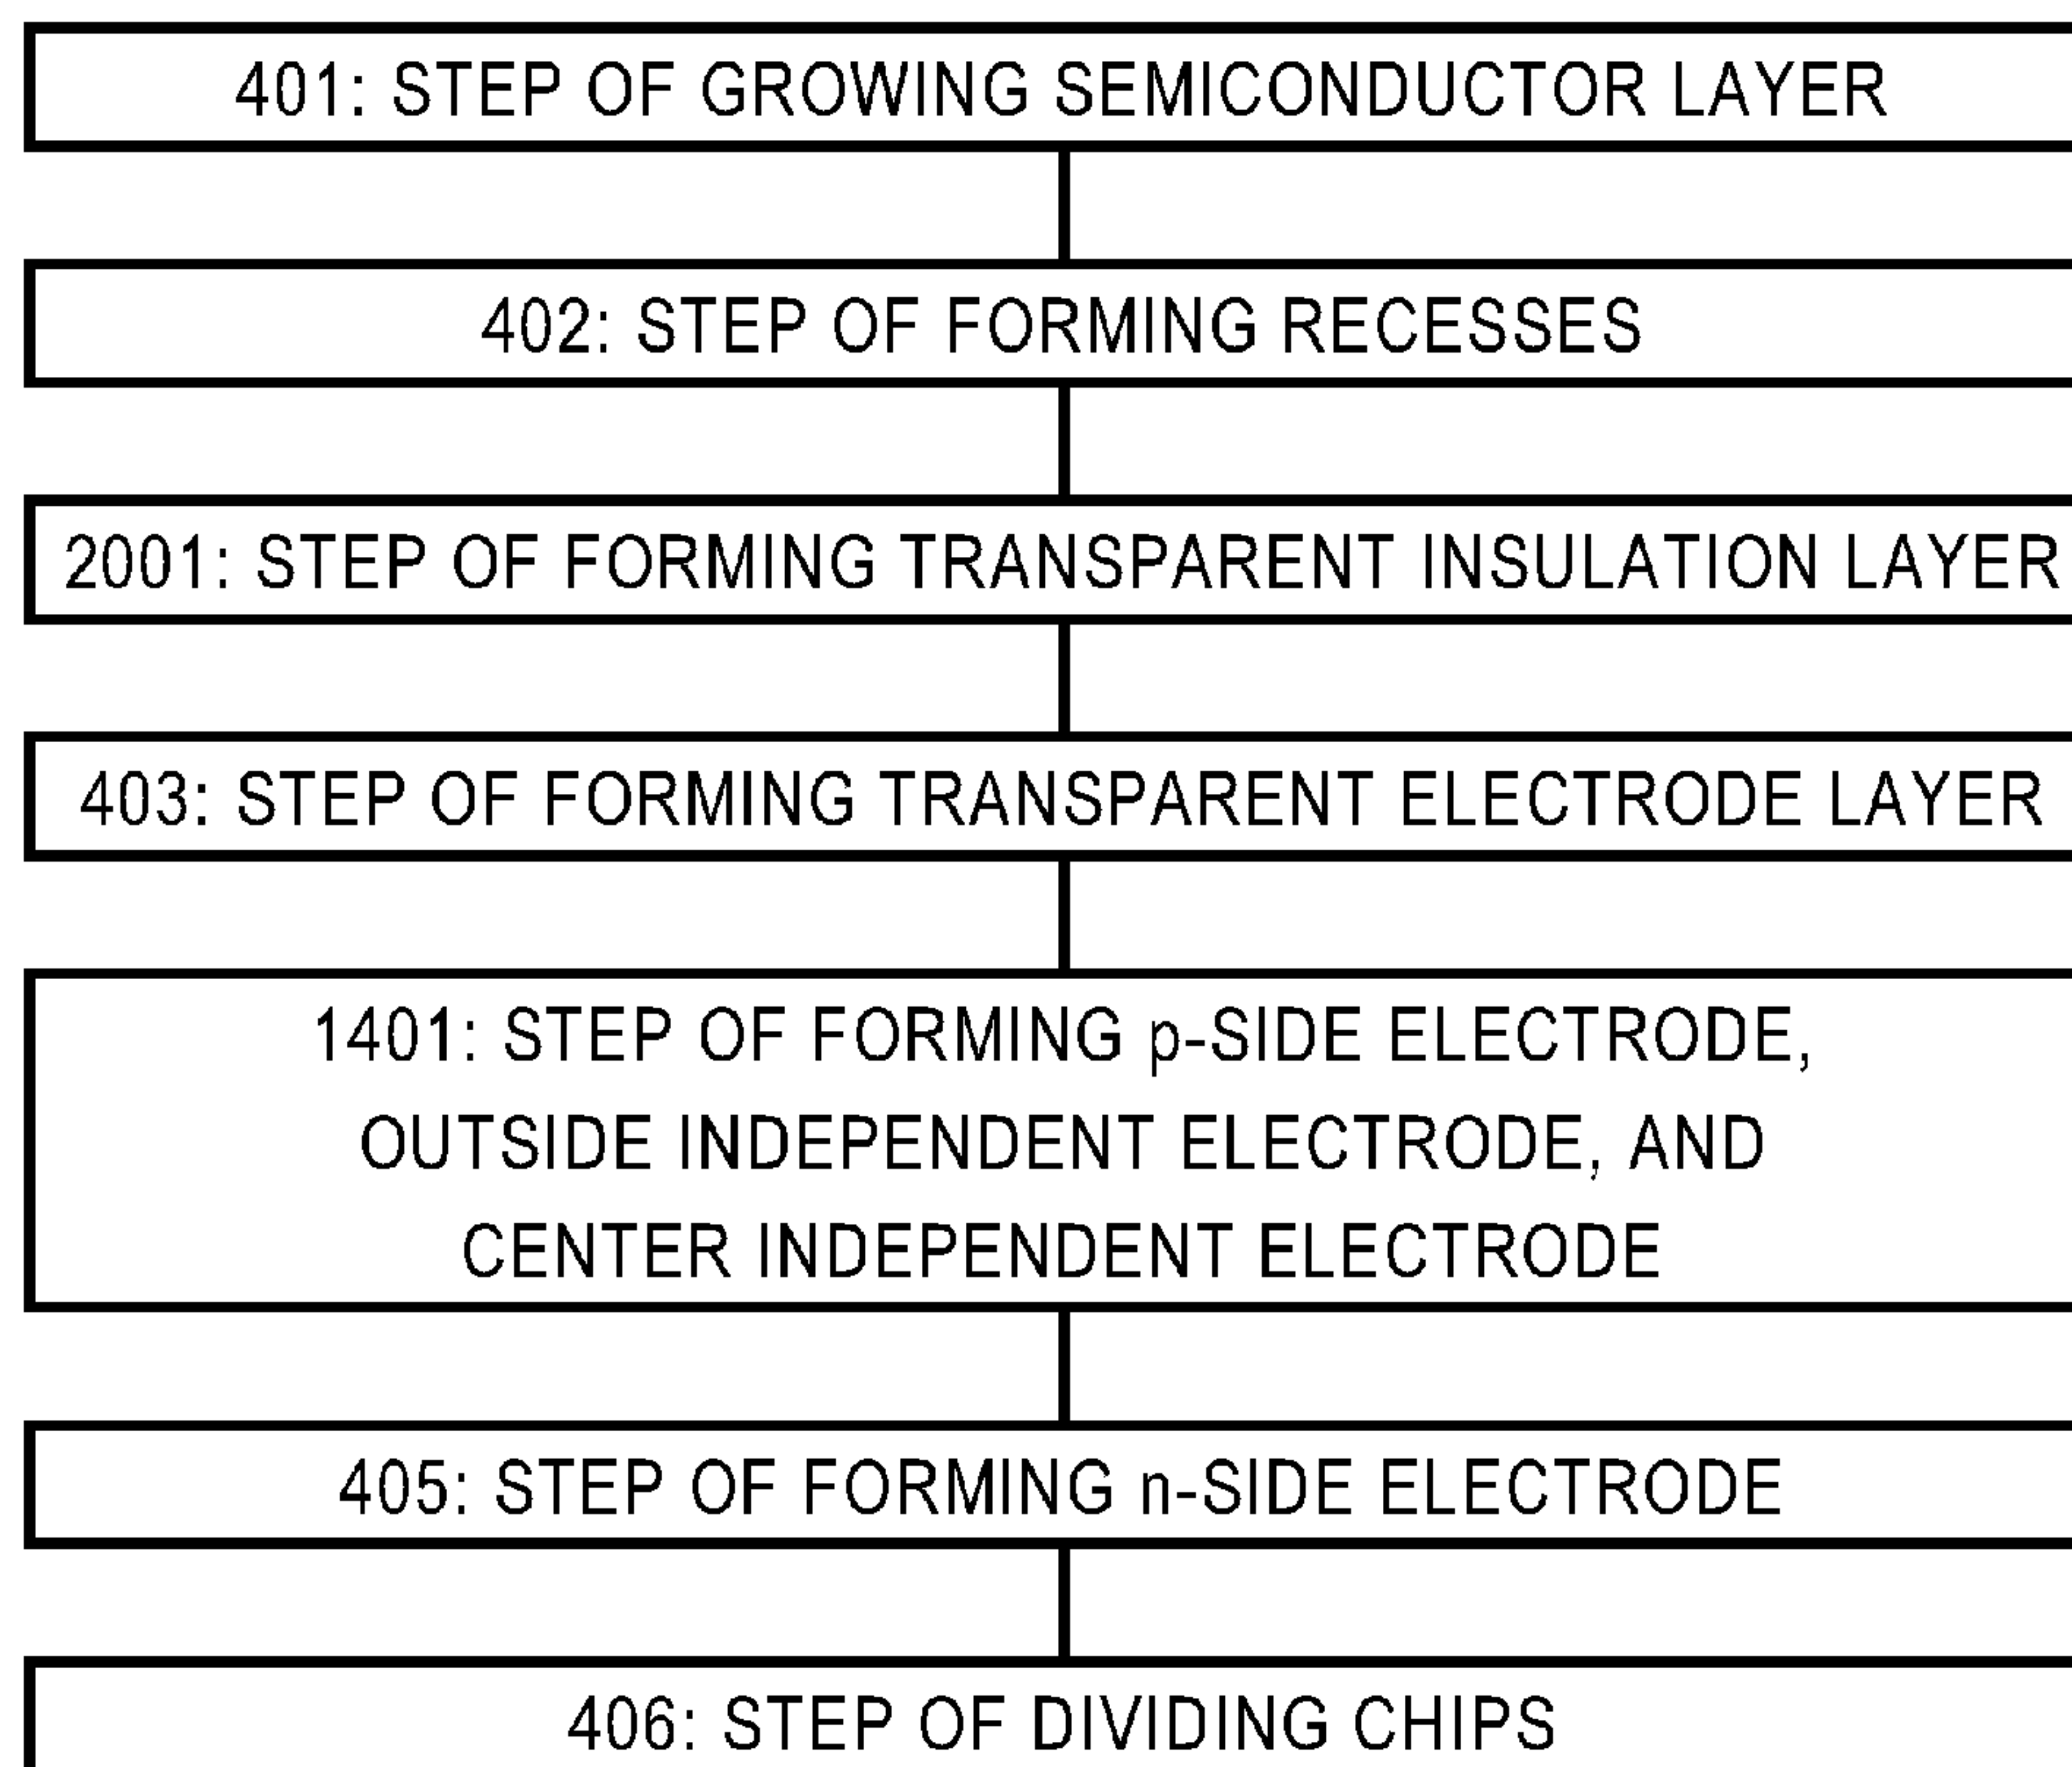 401: STEP OF GROWING SEMICONDUCTOR LAYER
402: STEP OF FORMING RECESSES
2001: STEP OF FORMING TRANSPARENT INSULATION LAYER
403: STEP OF FORMING TRANSPARENT ELECTRODE LAYER
1401: STEP OF FORMING p-SIDE ELECTRODE,
OUTSIDE INDEPENDENT ELECTRODE, AND
CENTER INDEPENDENT ELECTRODE
405: STEP OF FORMING n-SIDE ELECTRODE
406: STEP OF DIVIDING CHIPS